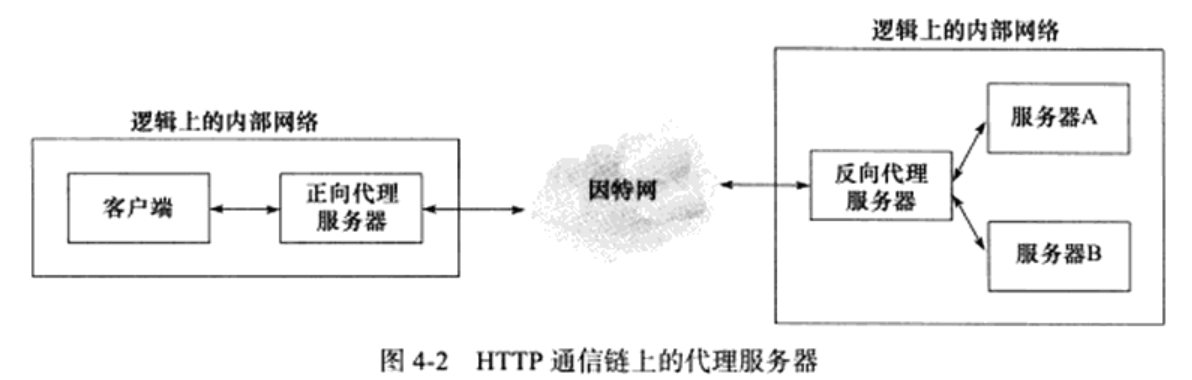 逻辑上的内部网络
客户端
正向代理
服务器
因特网
逻辑上的内部网络
反向代理
服务器
服务器A
服务器B
图 4-2 HTTP 通信链上的代理服务器